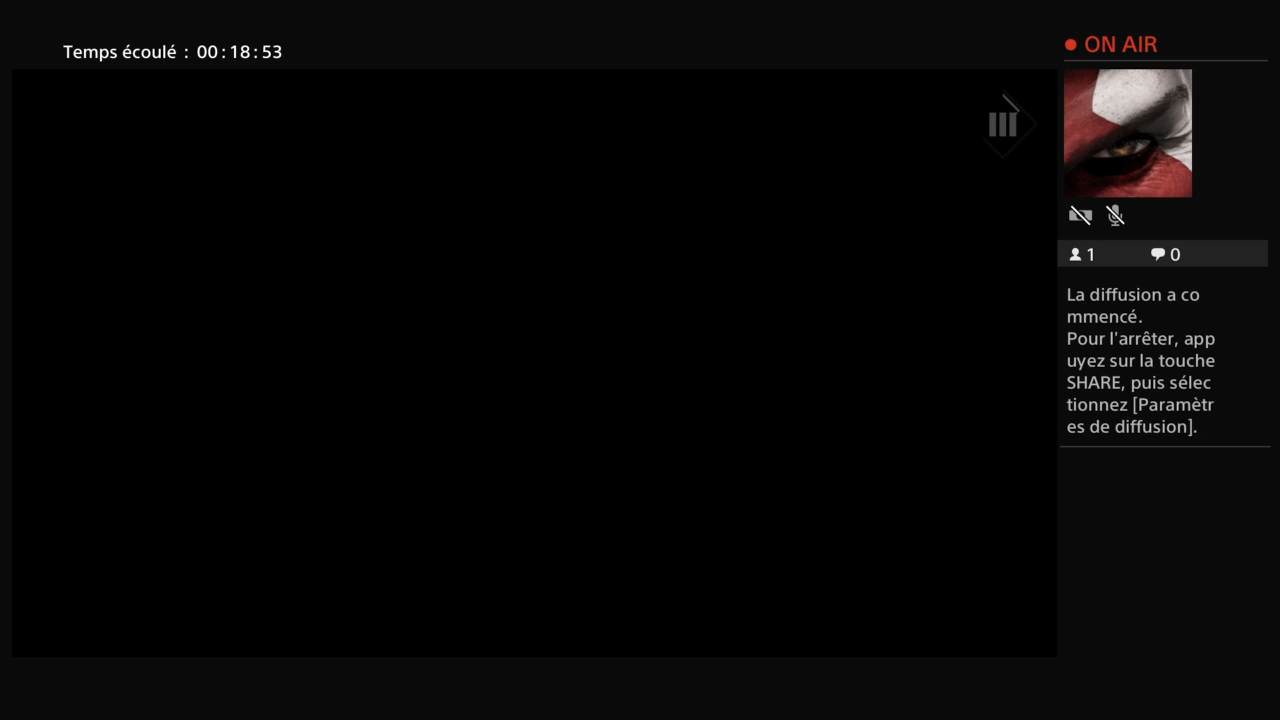 Temps écoulé : 00:18:53
ON AIR
1 0
La diffusion a co
mmencé.
Pour l'arrêter, app
uyez sur la touche
SHARE, puis sélec
tionnez [Paramètr
es de diffusion].